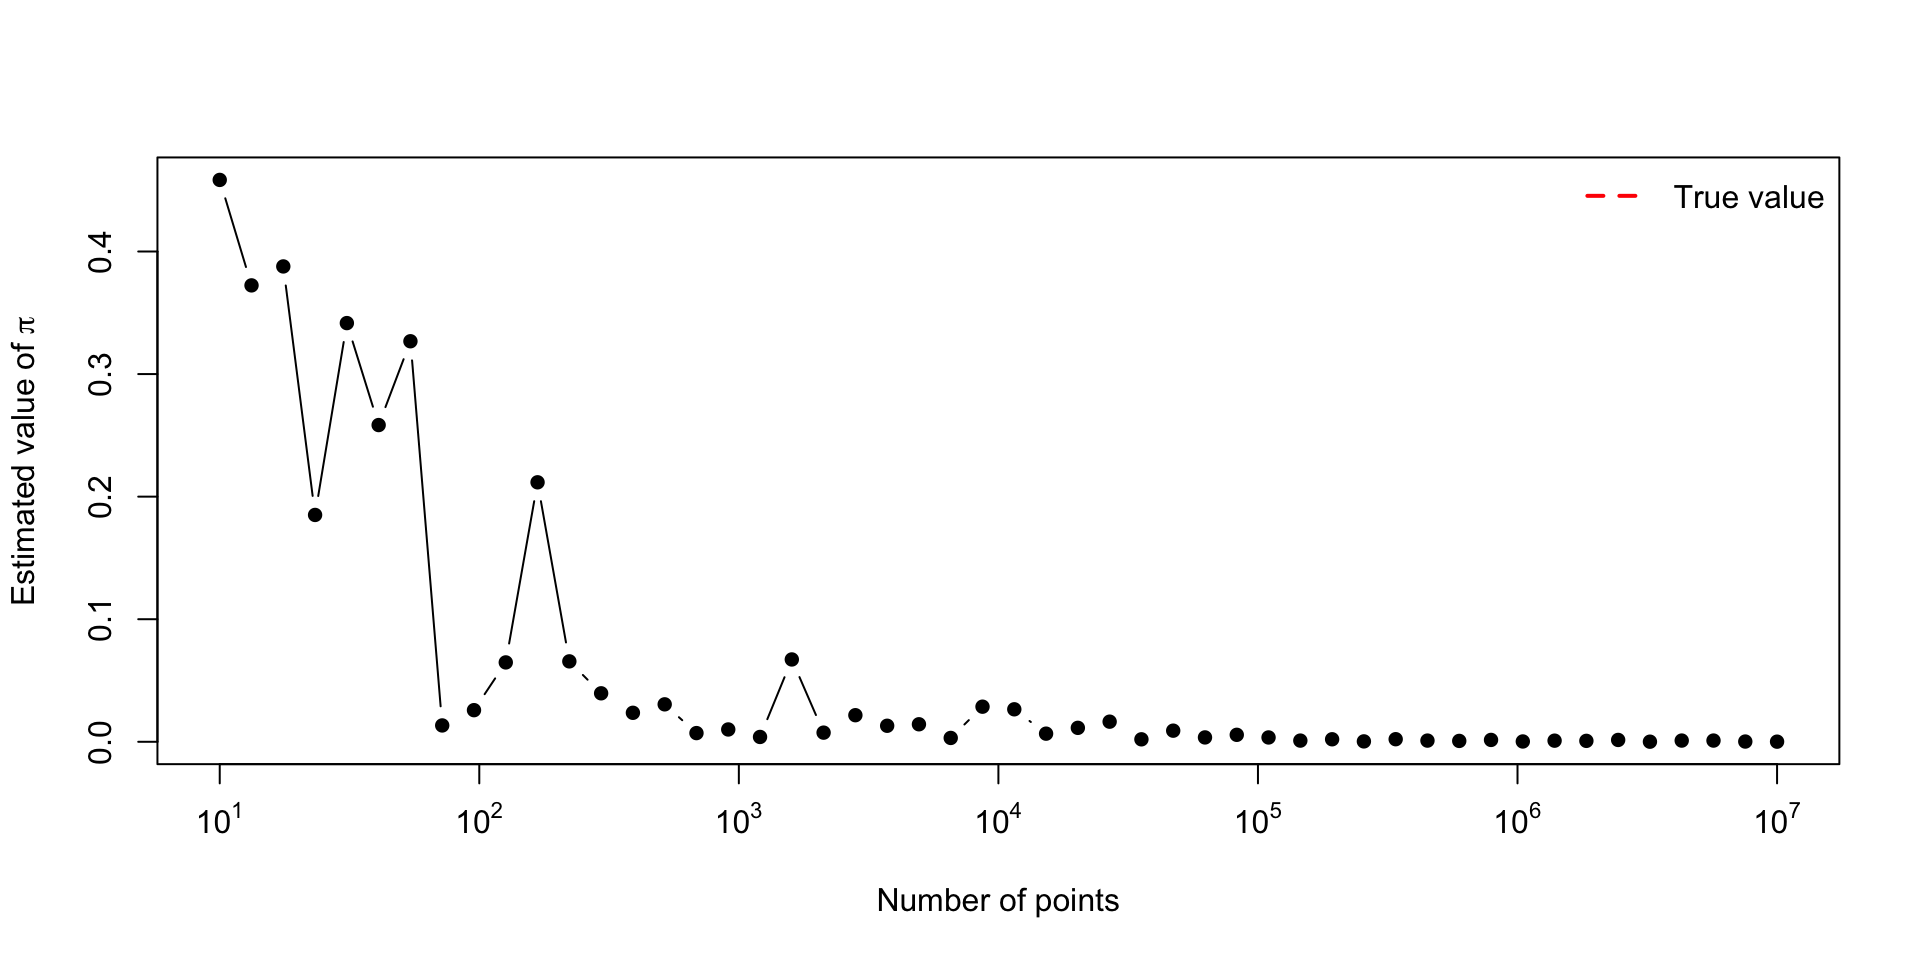 True value
Estimated value of π
0.4
0.3
0.2
0.1
0.0
10¹ 10² 10³ 10⁴ 10⁵ 10⁶ 10⁷
Number of points